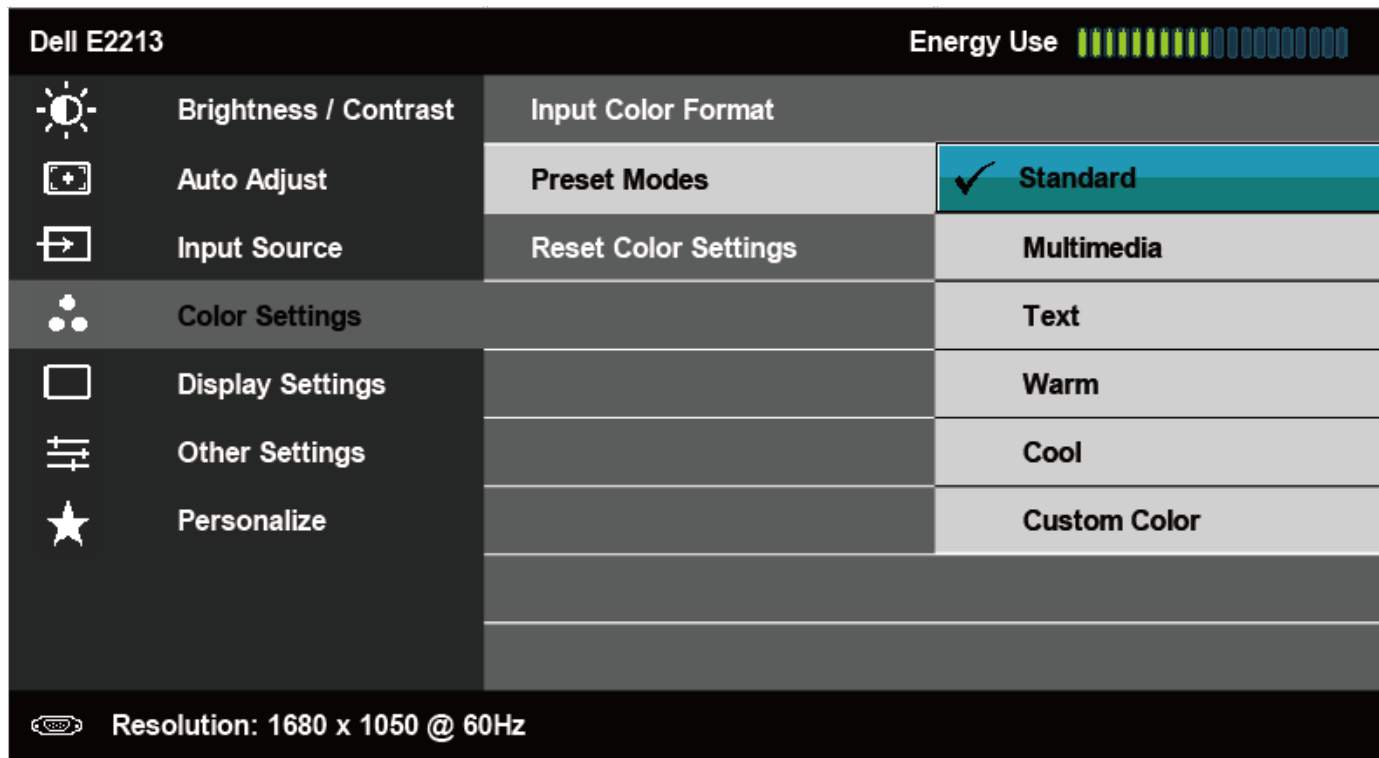 Dell E2213 Energy Use
Brightness / Contrast Input Color Format
Auto Adjust Preset Modes Standard
Input Source Reset Color Settings Multimedia
Color Settings Text
Display Settings Warm
Other Settings Cool
Personalize Custom Color
Resolution: 1680 x 1050 @ 60Hz